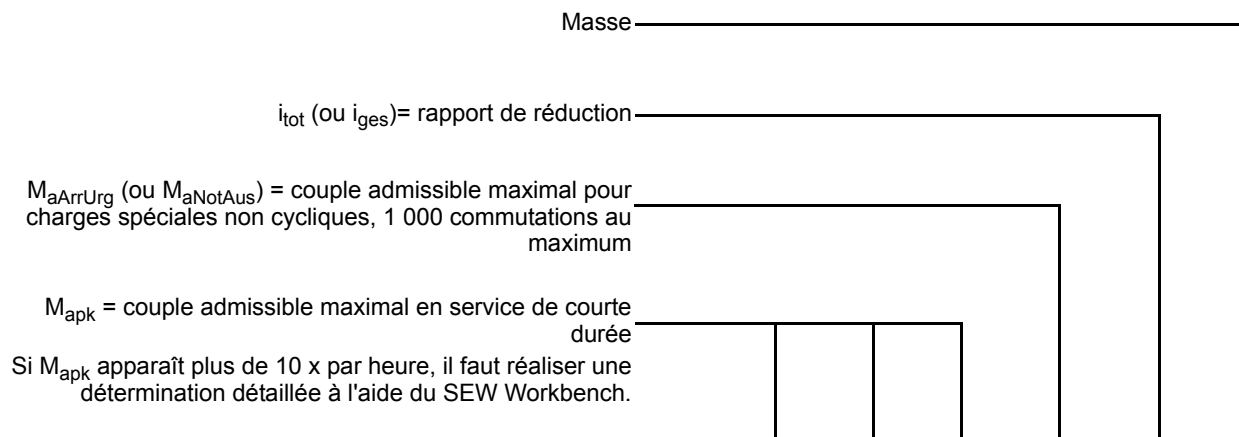 Masse
itot (ou iges)= rapport de réduction
MaArrUrg (ou MaNotAus) = couple admissible maximal pour
charges spéciales non cycliques, 1 000 commutations au
maximum
Mapk = couple admissible maximal en service de courte
durée
Si Mapk apparaît plus de 10 x par heure, il faut réaliser une
détermination détaillée à l'aide du SEW Workbench.